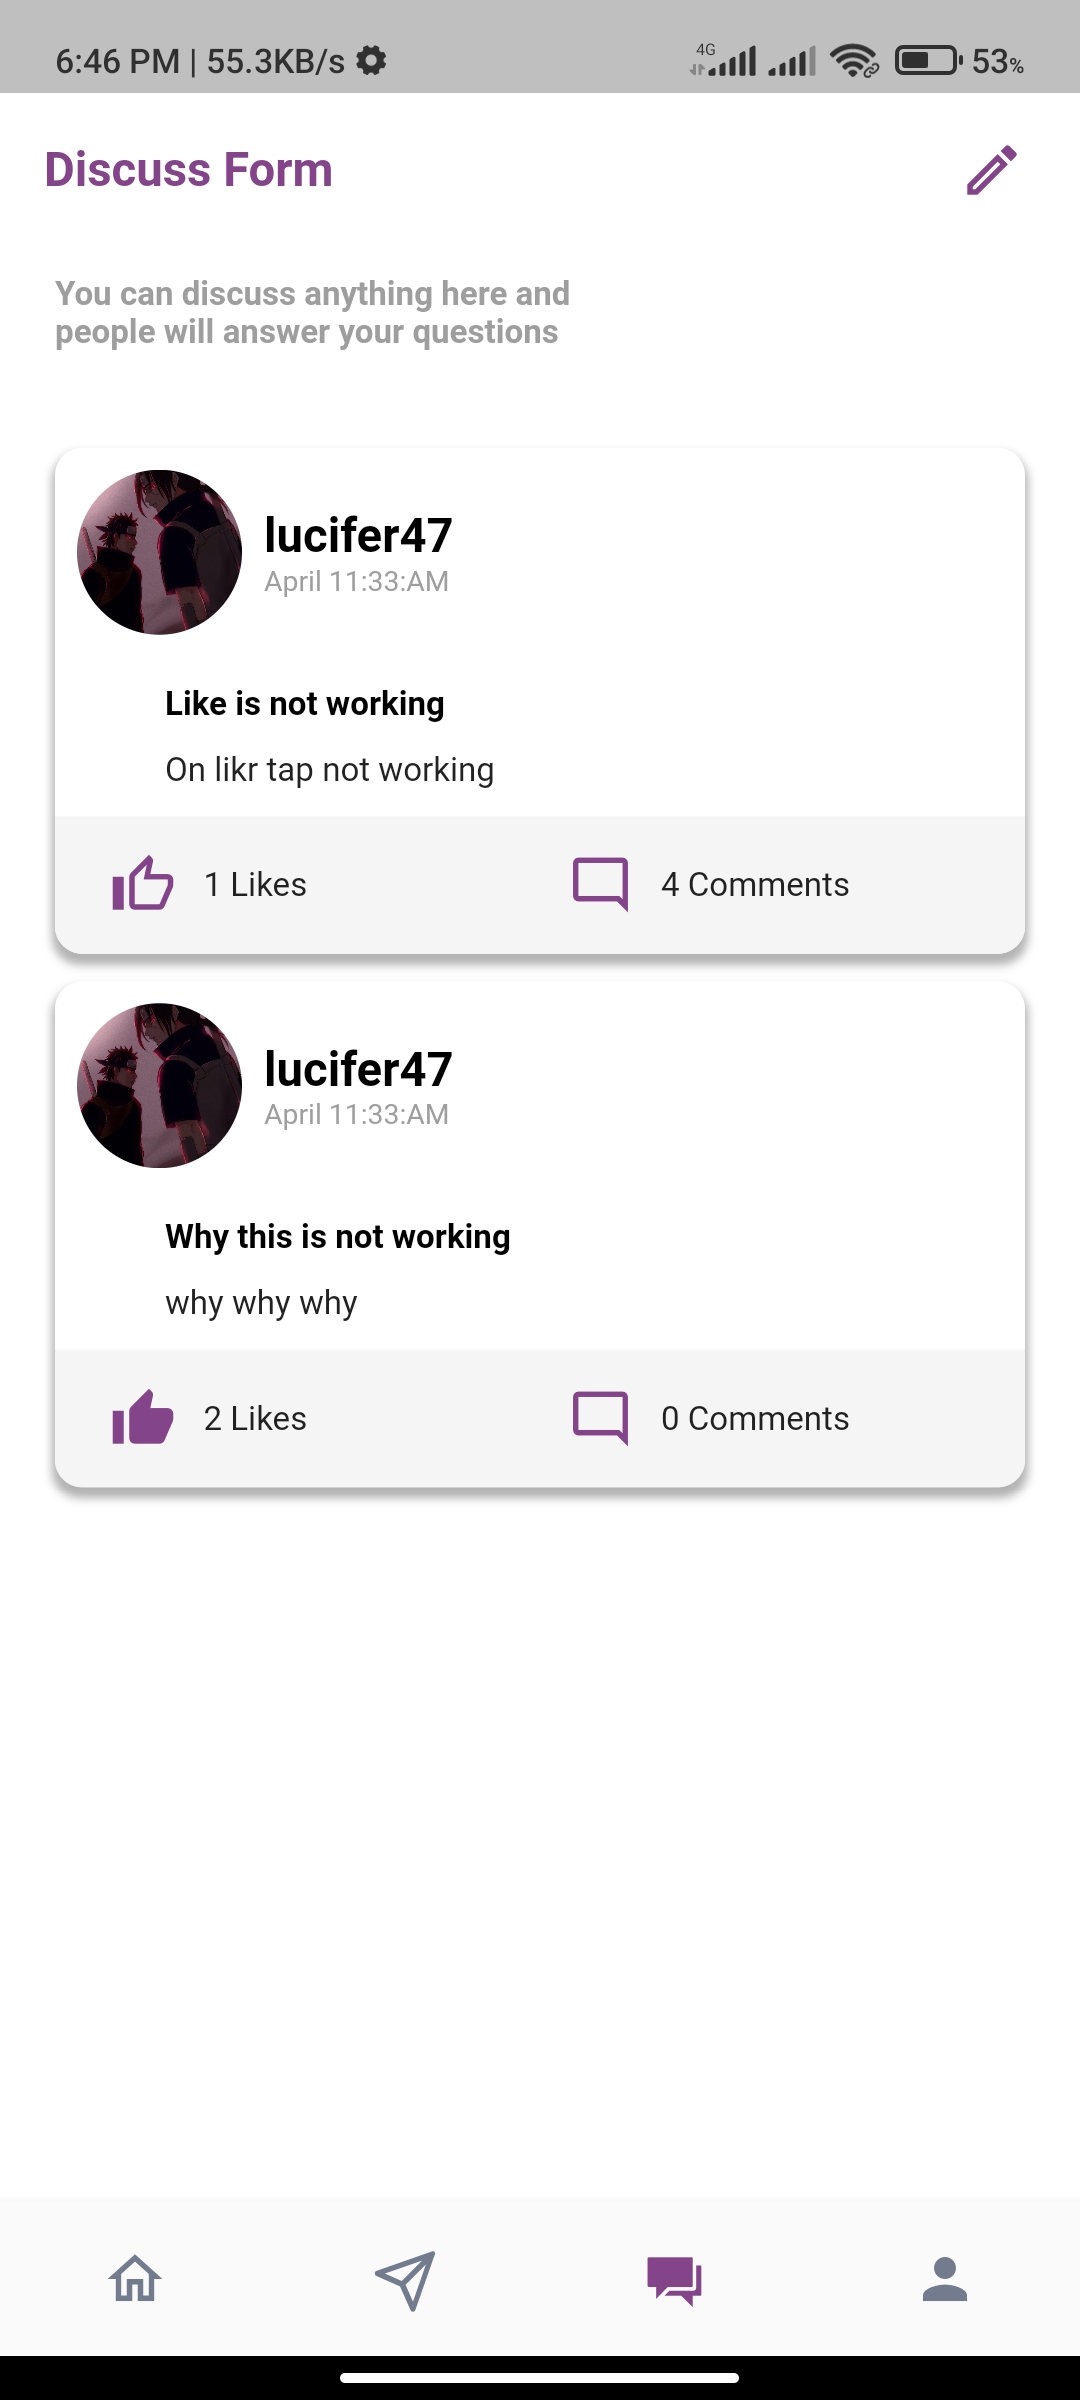 6:46 PM | 55.3KB/s 4G 53%
Discuss Form
You can discuss anything here and
people will answer your questions
lucifer47
April 11:33:AM
Like is not working
On likr tap not working
1 Likes 4 Comments
lucifer47
April 11:33:AM
Why this is not working
why why why
2 Likes 0 Comments